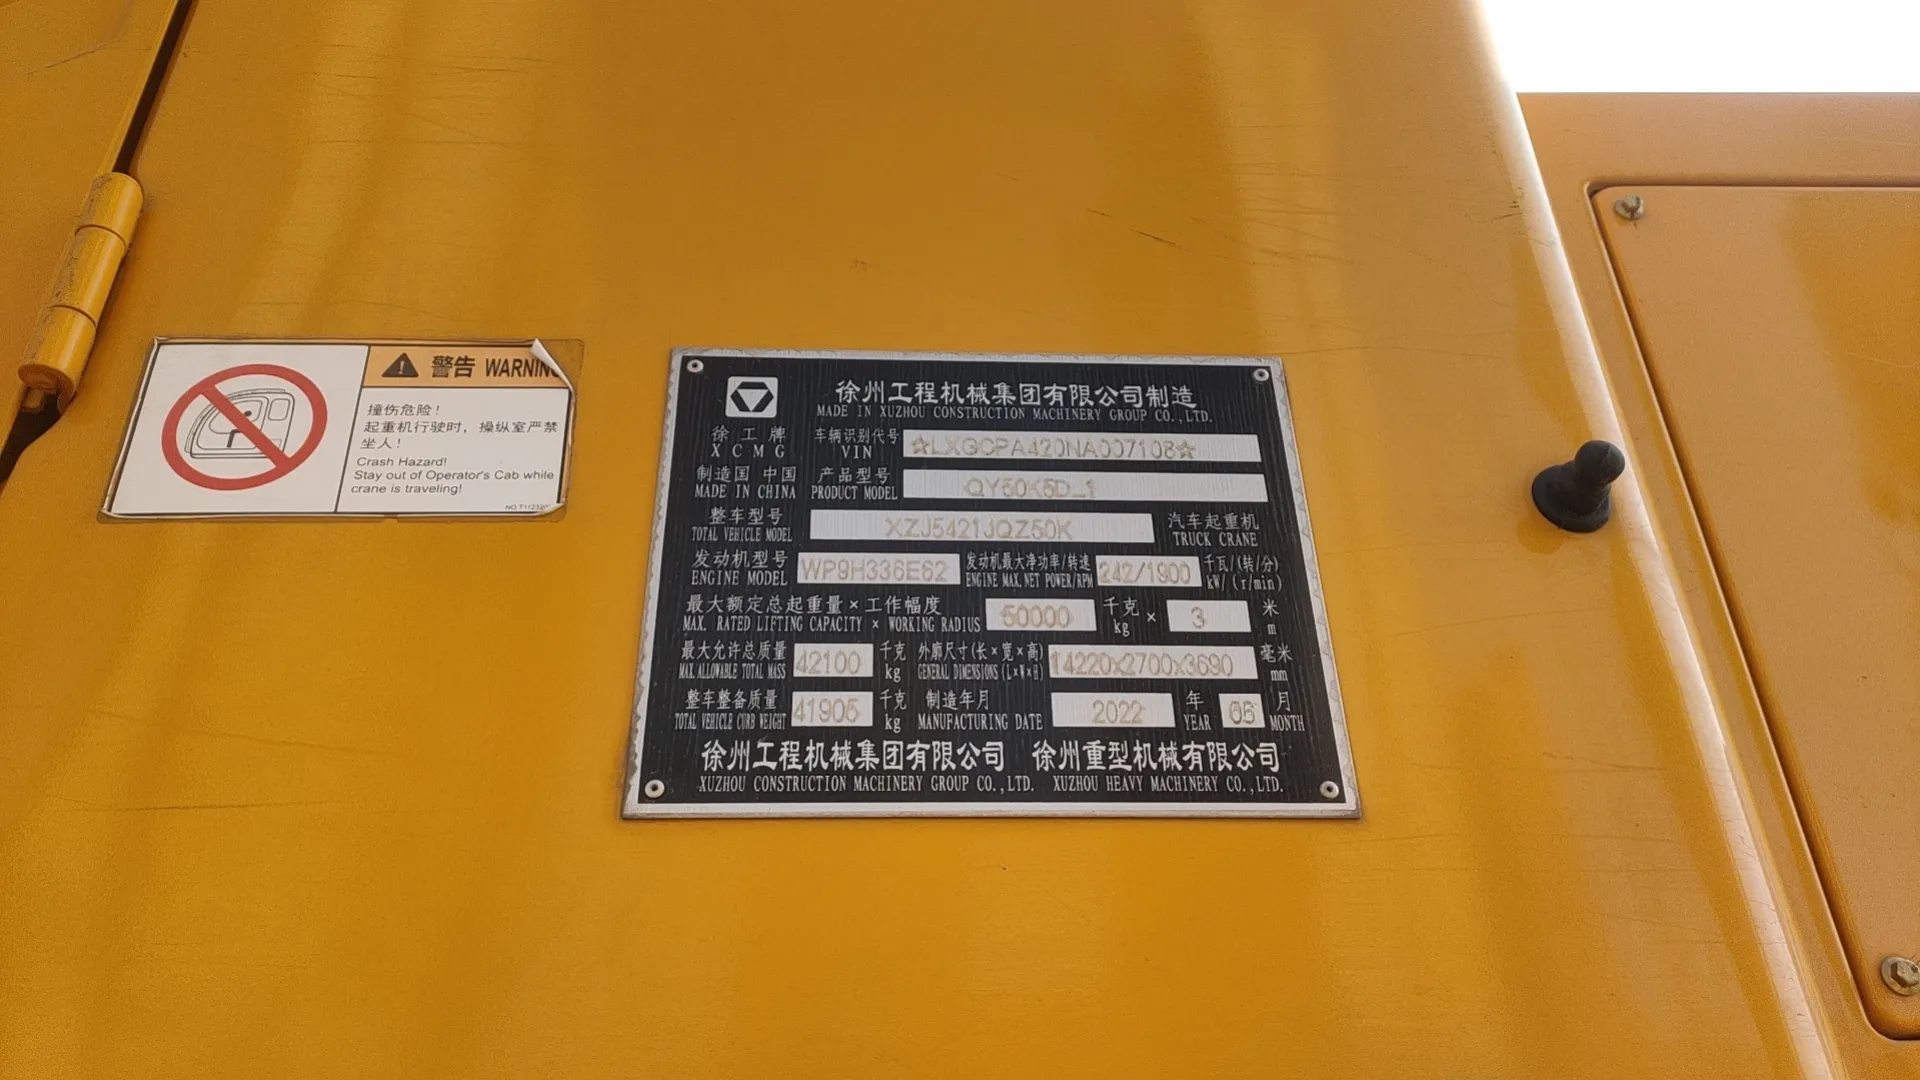 警告 WARNING
撞伤危险！
起重机行驶时，操纵室严禁
坐人！
Crash Hazard!
Stay out of Operator's Cab while
crane is traveling!
徐州工程机械集团有限公司制造
MADE IN XUZHOU CONSTRUCTION MACHINERY GROUP CO.,LTD.
徐工牌 车辆识别代号 ☆LXGCPA420NA007108☆
XCMG VIN
制造国 中国 产品型号 QY50K5D_1
MADE IN CHINA PRODUCT MODEL
整车型号 XZJ5421JQZ50K 汽车起重机
TOTAL VEHICLE MODEL TRUCK CRANE
发动机型号 WP9H336E62 发动机最大净功率/转速 242/1900 千瓦/(转/分)
ENGINE MODEL ENGINE MAX.NET POWER/RPM kW/(r/min)
最大额定总起重量×工作幅度 50000 千克 × 3 米
MAX. RATED LIFTING CAPACITY × WORKING RADIUS kg m
最大允许总质量 42100 千克 外廓尺寸(长×宽×高) 14220x2700x3690 毫米
MAX. ALLOWABLE TOTAL MASS kg GENERAL DIMENSIONS (L×W×H) mm
整车整备质量 41905 千克 制造年月 2022 年 06 月
TOTAL VEHICLE CURB WEIGHT kg MANUFACTURING DATE YEAR MONTH
徐州工程机械集团有限公司 徐州重型机械有限公司
XUZHOU CONSTRUCTION MACHINERY GROUP CO.,LTD. XUZHOU HEAVY MACHINERY CO.,LTD.